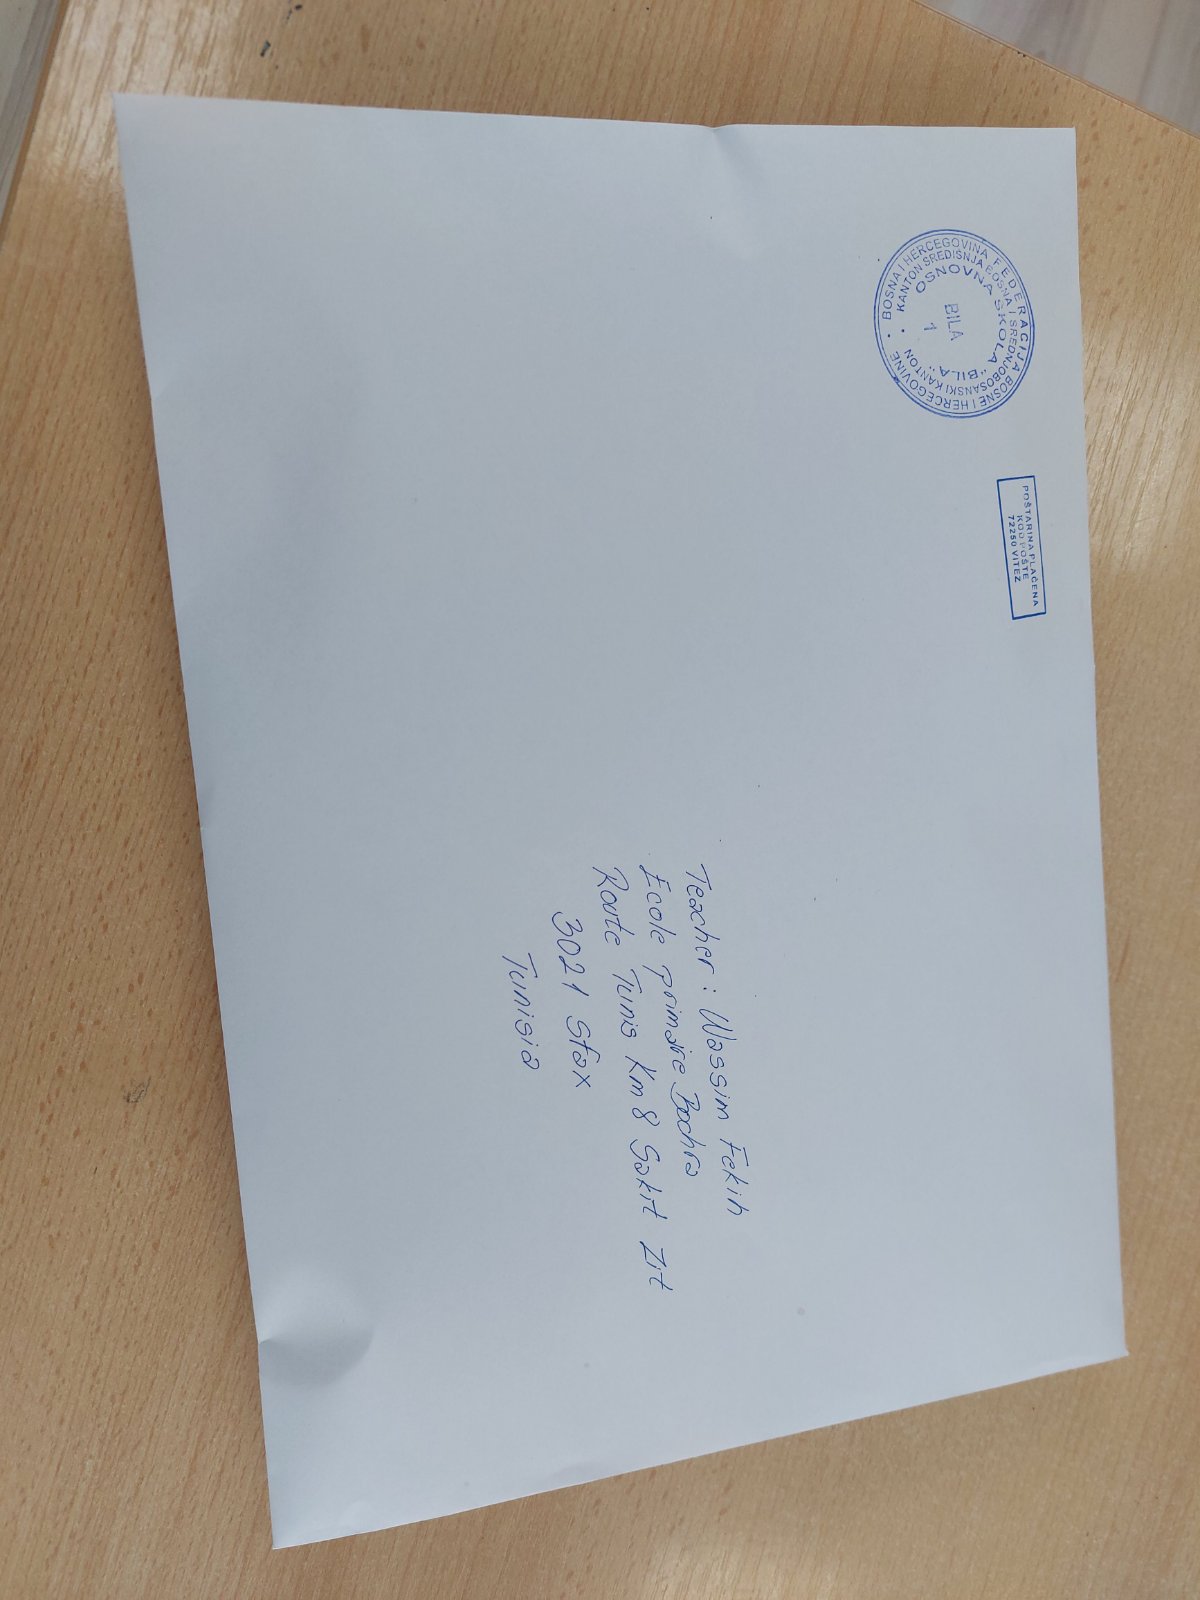 BOSNA I HERCEGOVINA FEDERACIJA BOSNE I HERCEGOVINE
KANTON SREDIŠNJA BOSNA / SREDNJOBOSANSKI KANTON
OSNOVNA ŠKOLA "BILA"
BILA
1
POŠTARINA PLAĆENA
KOD POŠTE
72250 VITEZ
Teacher: Wassim Fekih
Ecole primaire Bochra
Route Tunis Km 8 Sakit Zit
3021 Sfax
Tunisia